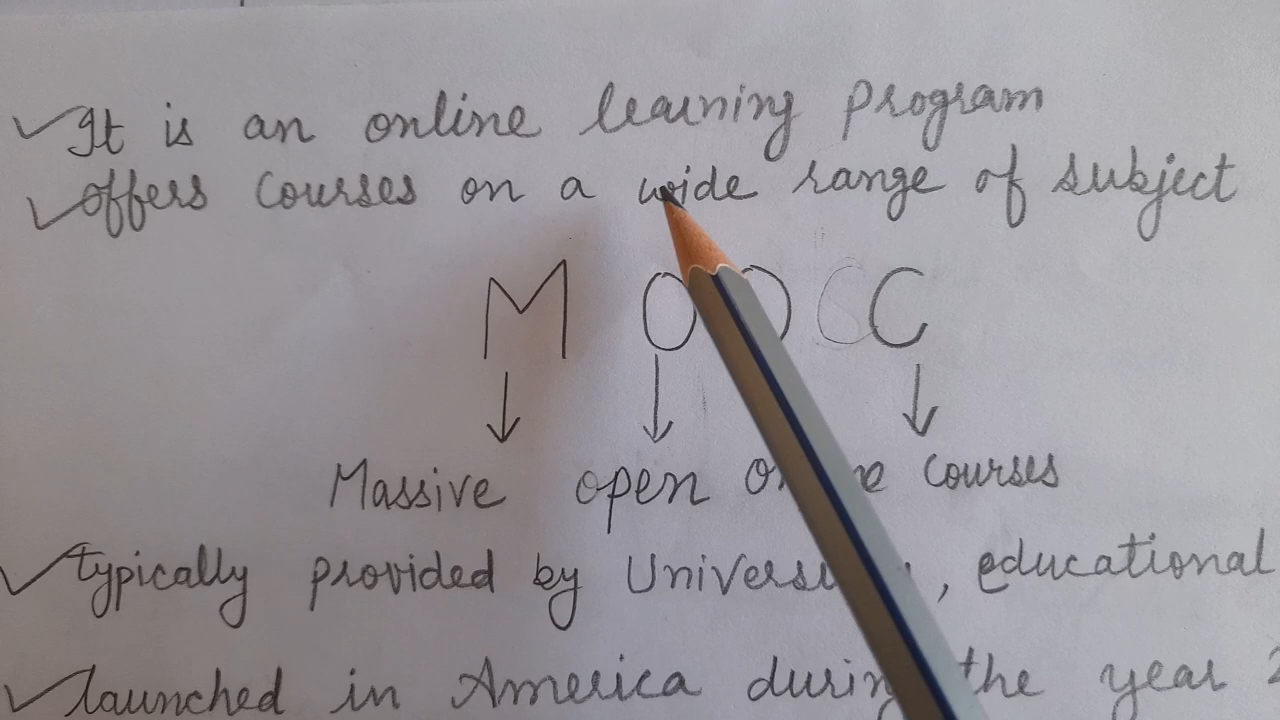 It is an online learning program
offers courses on a wide range of subject
M O O C
Massive open courses
typically provided by , educational
launched in America during the year